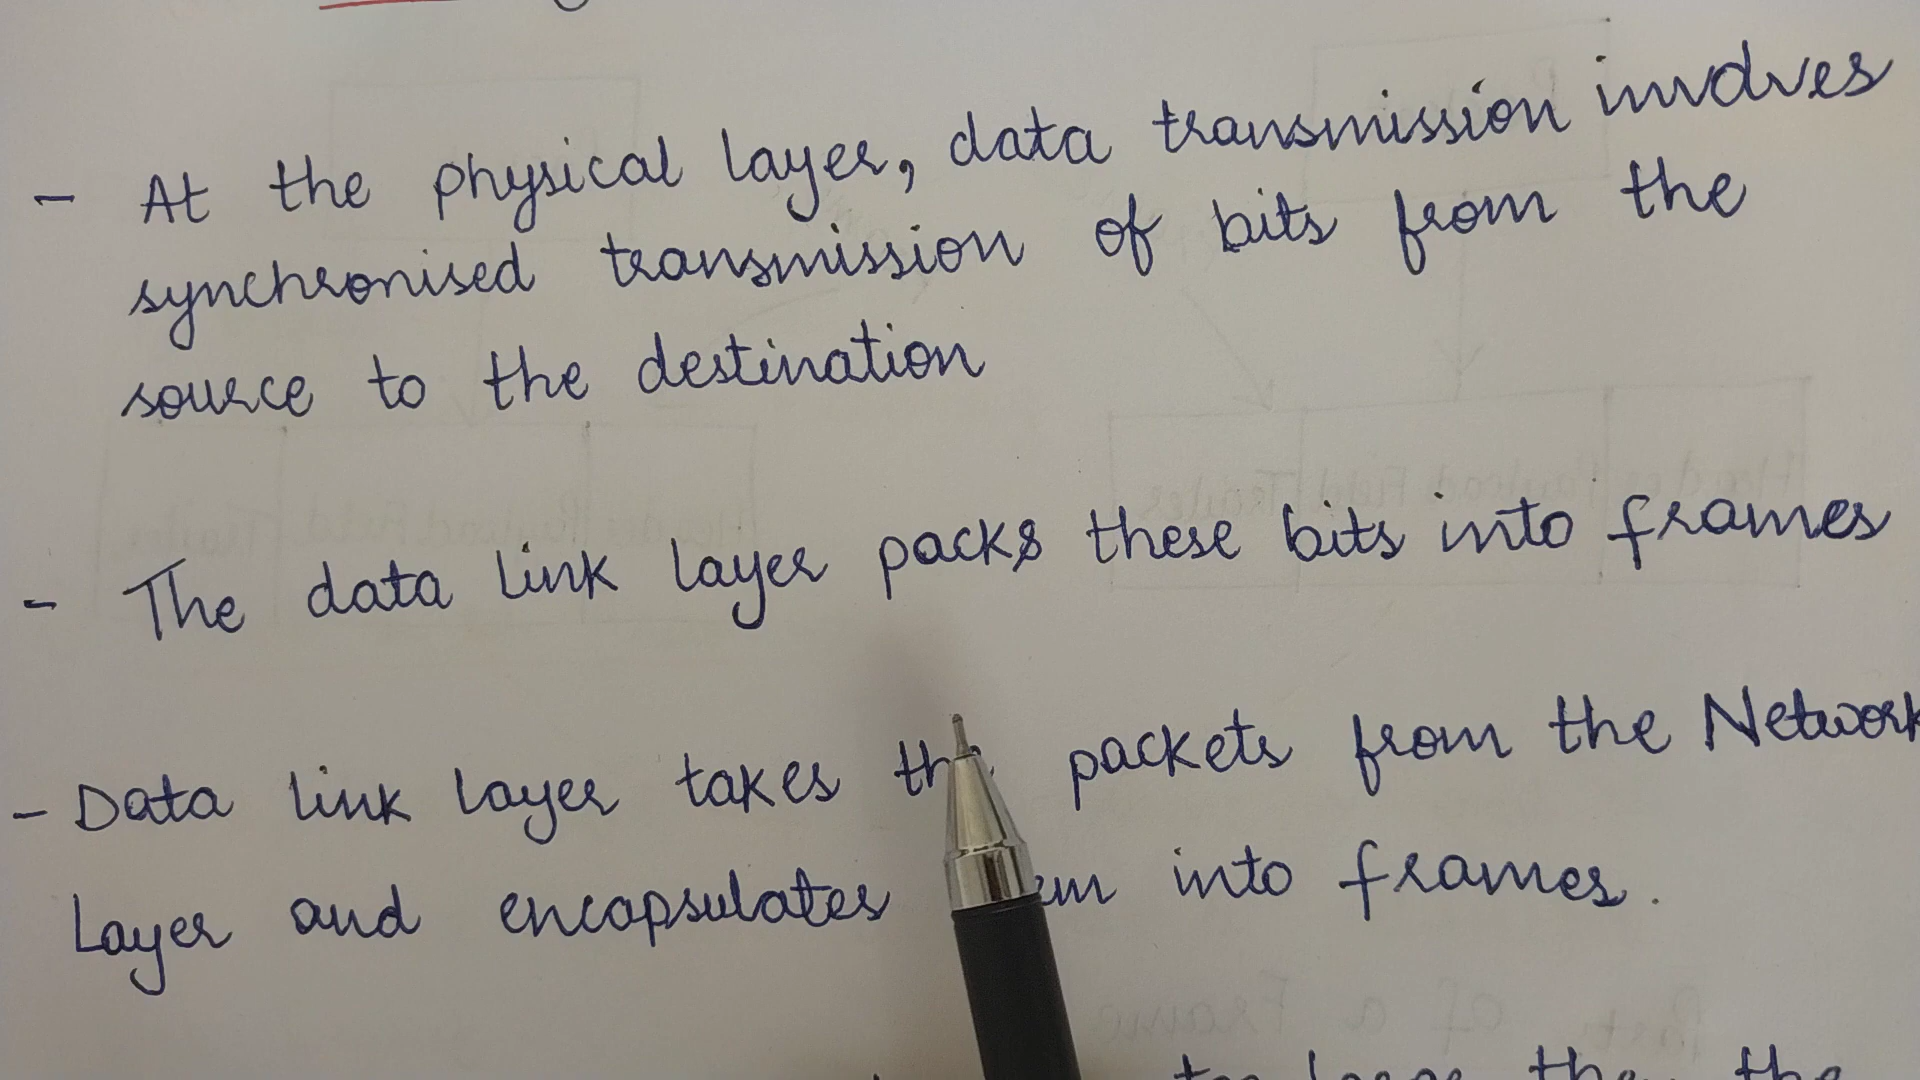 - At the physical layer, data transmission involves
synchronised transmission of bits from the
source to the destination
- The data link layer packs these bits into frames
- Data link layer takes the packets from the Network
Layer and encapsulates into frames.
the